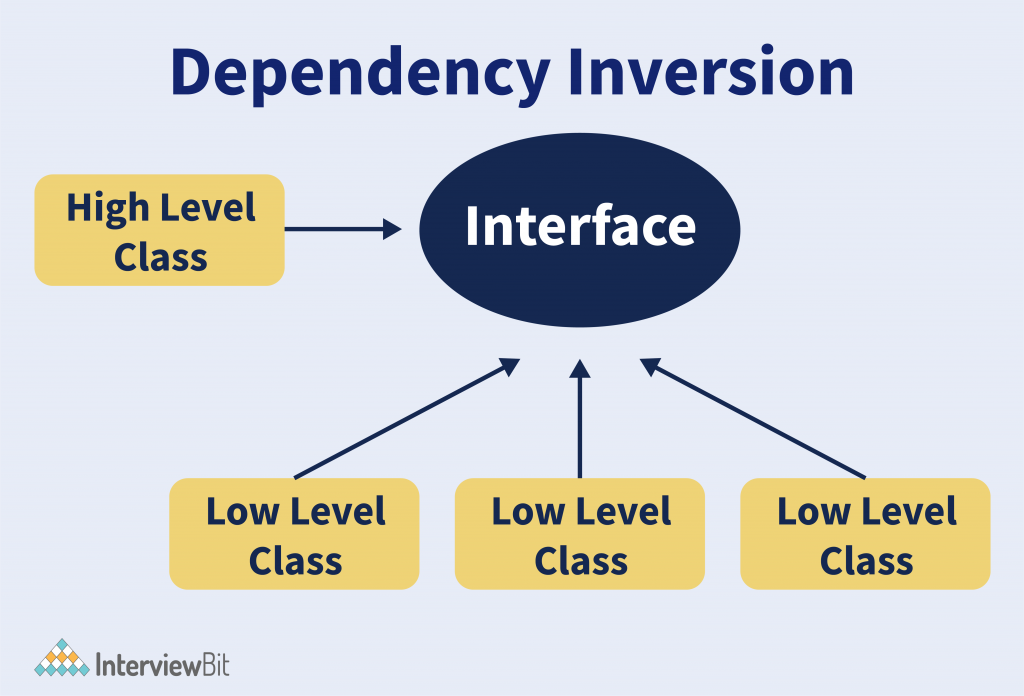 Dependency Inversion
High Level
Class
Interface
Low Level
Class
Low Level
Class
Low Level
Class
InterviewBit